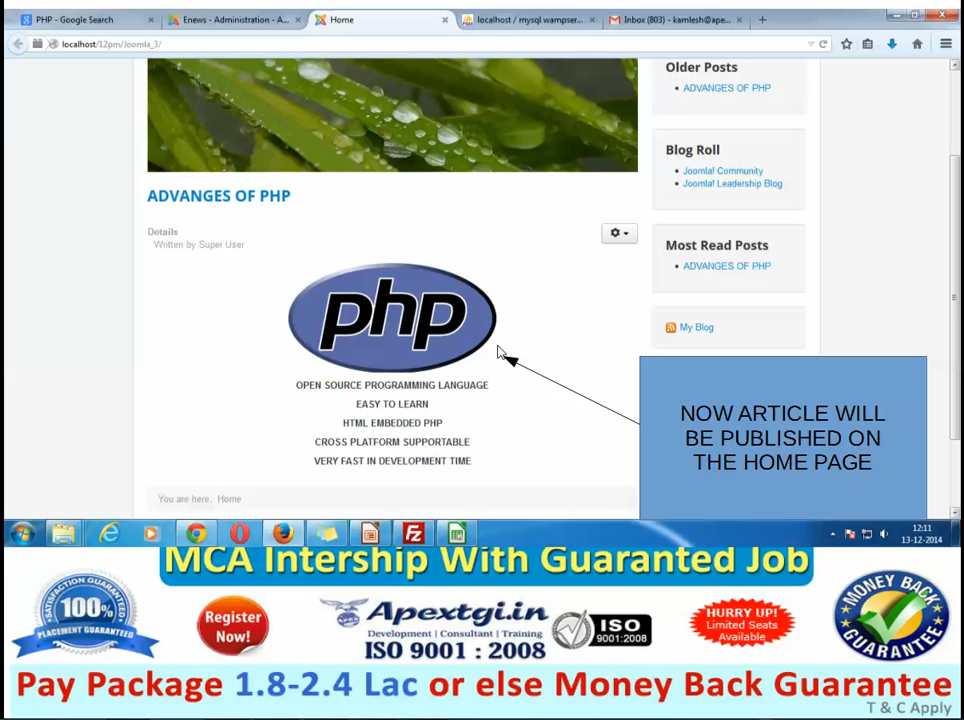 PHP - Google Search
Enews - Administration - A...
Home
localhost / mysql wampser...
Inbox (803) - kamlesh@ape...
localhost/12pm/Joomla_3/
Older Posts
ADVANGES OF PHP
Blog Roll
Joomla! Community
Joomla! Leadership Blog
ADVANGES OF PHP
Details
Written by Super User
Most Read Posts
ADVANGES OF PHP
My Blog
php
OPEN SOURCE PROGRAMMING LANGUAGE
EASY TO LEARN
HTML EMBEDDED PHP
CROSS PLATFORM SUPPORTABLE
VERY FAST IN DEVELOPMENT TIME
NOW ARTICLE WILL
BE PUBLISHED ON
THE HOME PAGE
You are here: Home
12:11
13-12-2014
MCA Intership With Guaranted Job
SATISFACTION GUARANTEED
100%
PLACEMENT GUARANTEED
Register
Now!
Apextgi.in
Development | Consultant | Training
ISO 9001 : 2008
ISO
9001:2008
HURRY UP!
Limited Seats
Available
MONEY BACK
GUARANTEE
Pay Package 1.8-2.4 Lac or else Money Back Guarantee
T & C Apply